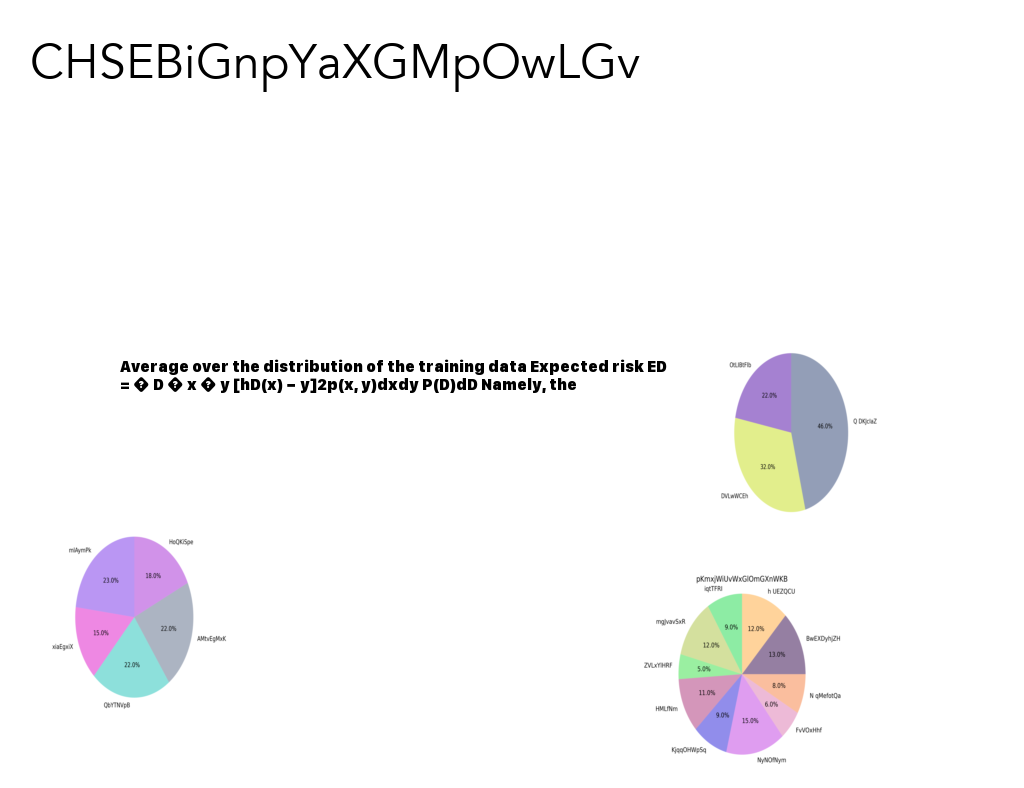 CHSEBiGnpYaXGMpOwLGv
Average over the distribution of the training data Expected risk ED
= � D � x � y [hD(x) − y]2p(x, y)dxdy P(D)dD Namely, the
OtLIBtFlb
22.0%
46.0%
Q DKJciaZ
32.0%
DVLwWCEh
HoQKiSpe
mIAymPk
18.0%
23.0%
15.0%
22.0%
AMtvEgMxK
xiaEgxiX
22.0%
QbYTNVpB
pKmxjWiUvWxGlOmGXnWKB
iqtTFRI
h UEZQCU
mgjvavSxR
9.0%
12.0%
BwEXDyhjZH
12.0%
13.0%
ZVLxYlHRf
5.0%
8.0%
N qMefotQa
11.0%
6.0%
HMLfNm
9.0%
15.0%
FvVOxHhf
KjqqOHWpSq
NyNOfNym